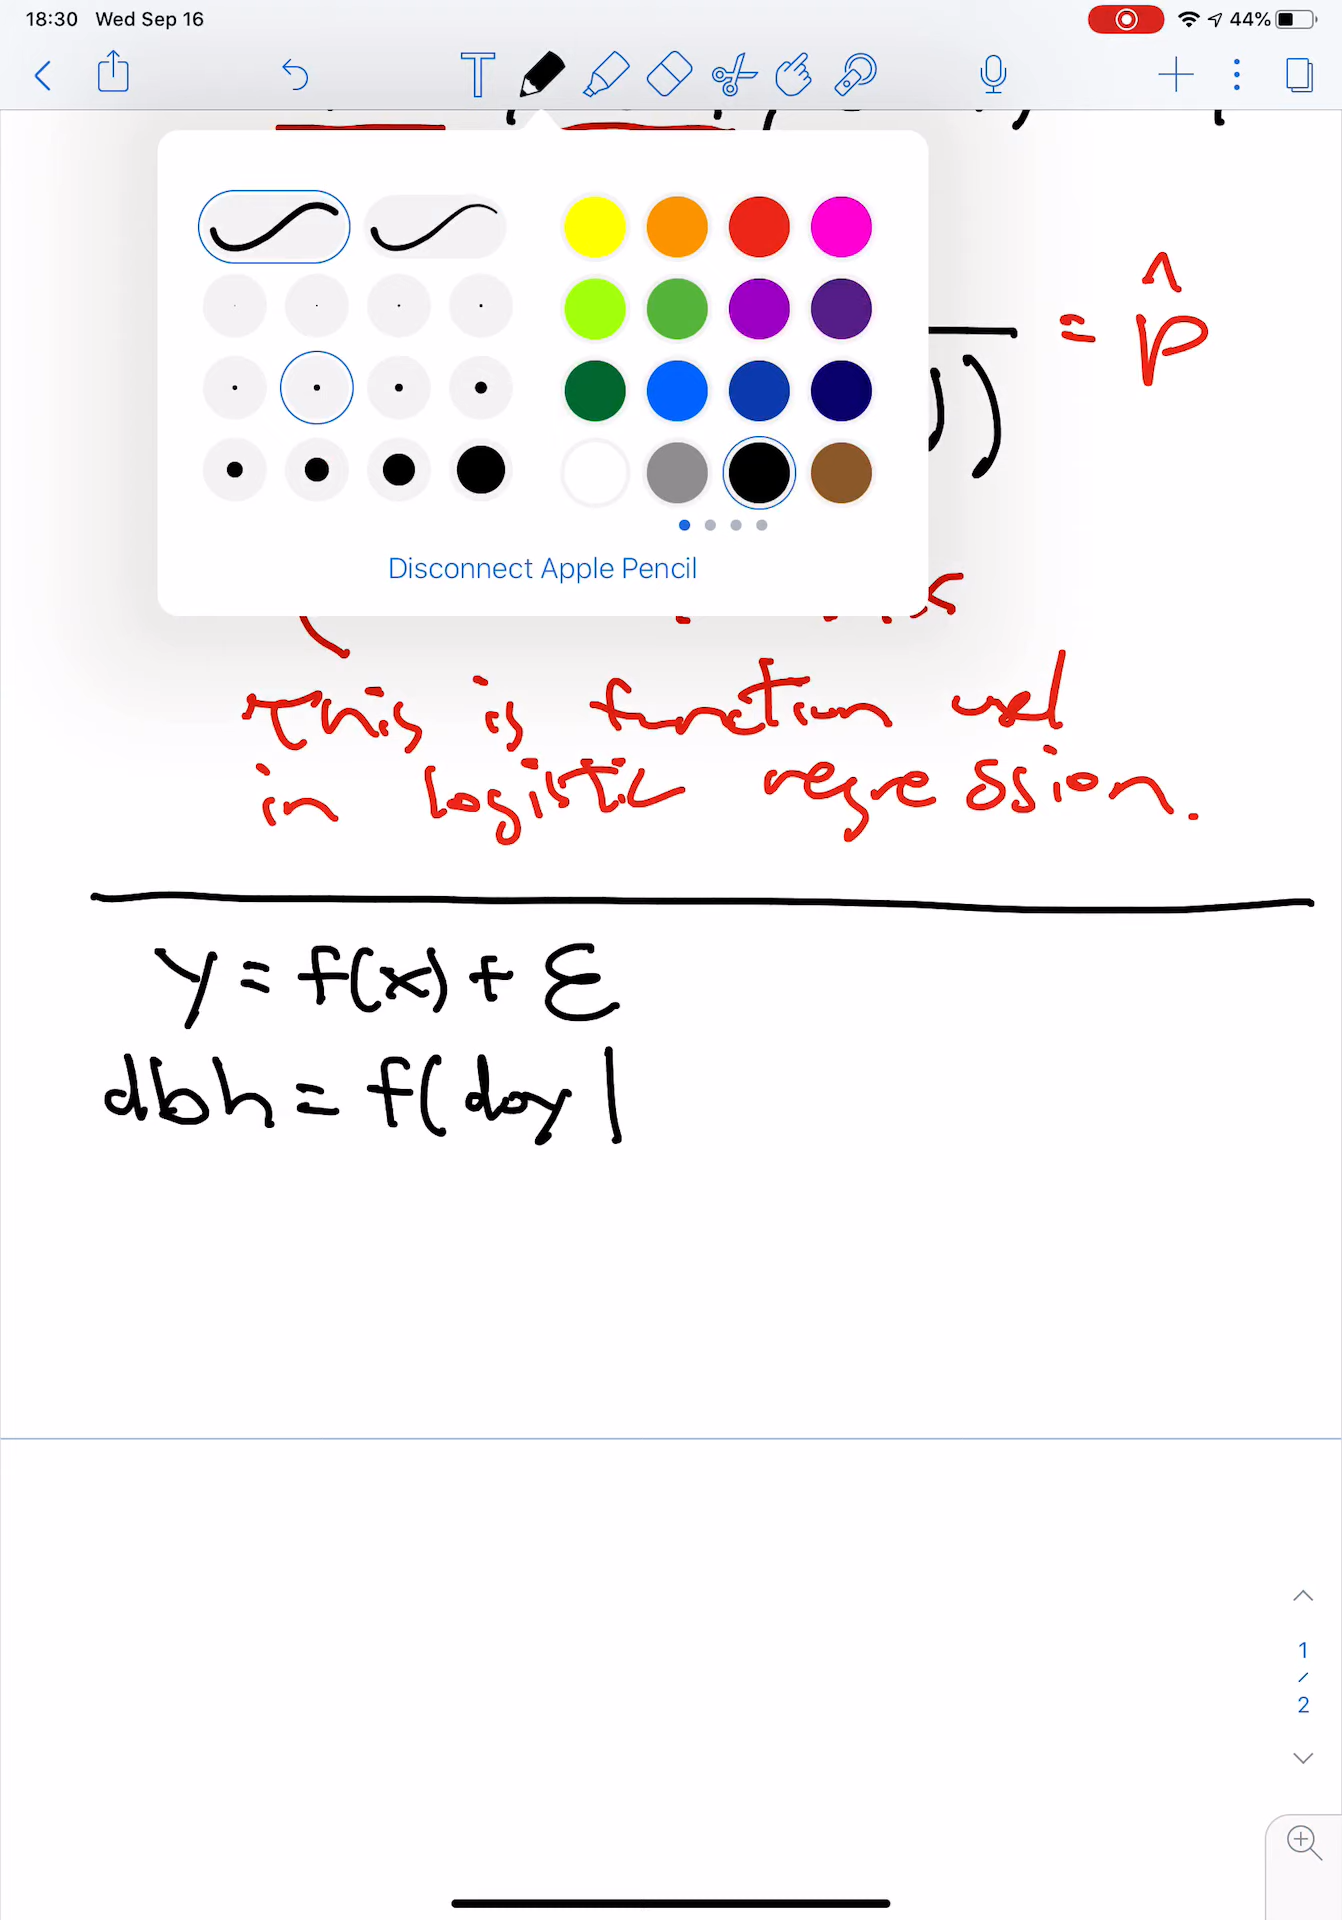 18:30 Wed Sep 16 44%
T
= p̂
Disconnect Apple Pencil
This is function used
in logistic regression.
y = f(x) + ε
dbh = f( doy |
1
/
2